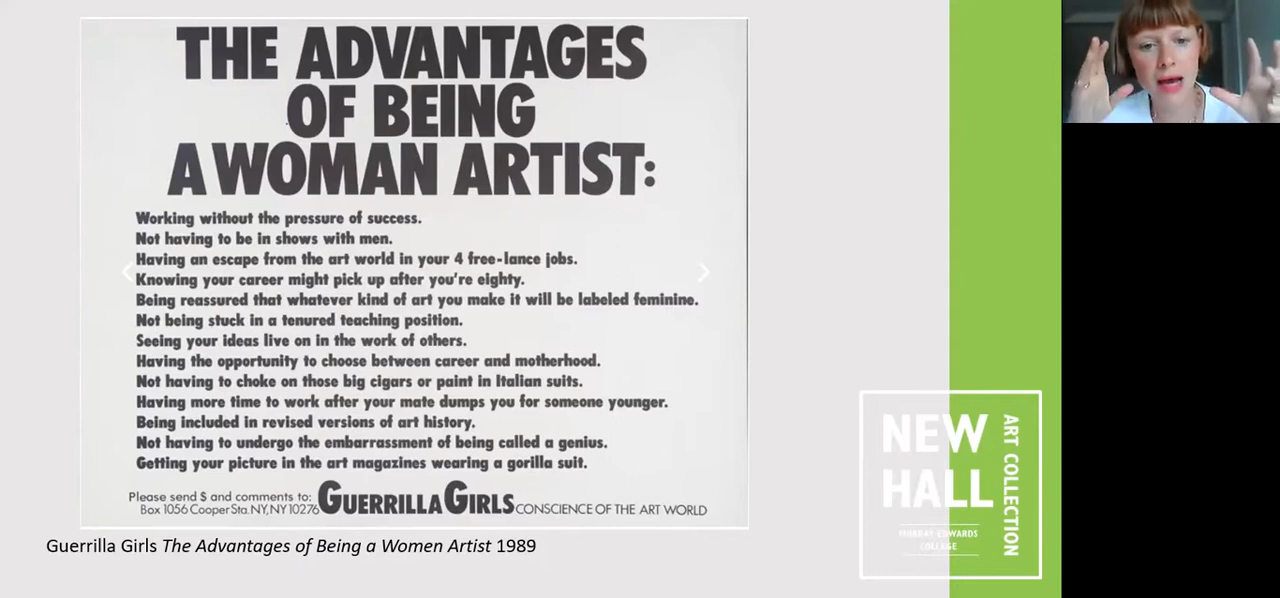 THE ADVANTAGES
OF BEING
A WOMAN ARTIST:
Working without the pressure of success.
Not having to be in shows with men.
Having an escape from the art world in your 4 free-lance jobs.
Knowing your career might pick up after you're eighty.
Being reassured that whatever kind of art you make it will be labeled feminine.
Not being stuck in a tenured teaching position.
Seeing your ideas live on in the work of others.
Having the opportunity to choose between career and motherhood.
Not having to choke on those big cigars or paint in Italian suits.
Having more time to work after your mate dumps you for someone younger.
Being included in revised versions of art history.
Not having to undergo the embarrassment of being called a genius.
Getting your picture in the art magazines wearing a gorilla suit.
Please send $ and comments to:
Box 1056 Cooper Sta. NY, NY 10276 GUERRILLA GIRLS CONSCIENCE OF THE ART WORLD
Guerrilla Girls The Advantages of Being a Women Artist 1989
NEW
HALL
ART COLLECTION
MURRAY EDWARDS
COLLEGE